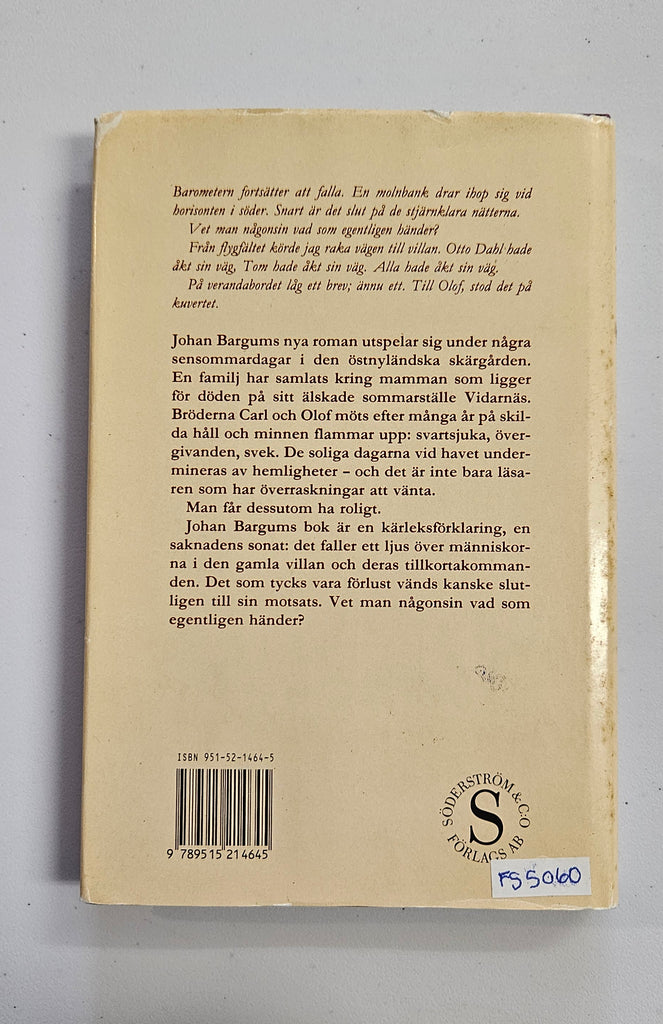 Barometern fortsätter att falla. En molnbank drar ihop sig vid
horisonten i söder. Snart är det slut på de stjärnklara nätterna.
Vet man någonsin vad som egentligen händer?
Från flygfältet körde jag raka vägen till villan. Otto Dahl hade
åkt sin väg, Tom hade åkt sin väg. Alla hade åkt sin väg.
På verandabordet låg ett brev; ännu ett. Till Olof, stod det på
kuvertet.
Johan Bargums nya roman utspelar sig under några
sensommardagar i den östnyländska skärgården.
En familj har samlats kring mamman som ligger
för döden på sitt älskade sommarställe Vidarnäs.
Bröderna Carl och Olof möts efter många år på skil-
da håll och minnen flammar upp: svartsjuka, över-
givanden, svek. De soliga dagarna vid havet under-
mineras av hemligheter – och det är inte bara läsa-
ren som har överraskningar att vänta.
Man får dessutom ha roligt.
Johan Bargums bok är en kärleksförklaring, en
saknadens sonat: det faller ett ljus över människor-
na i den gamla villan och deras tillkortakomman-
den. Det som tycks vara förlust vänds kanske slut-
ligen till sin motsats. Vet man någonsin vad som
egentligen händer?
ISBN 951-52-1464-5
9 789515 214645
SÖDERSTRÖM & C:O
S
FÖRLAGS AB
FS 5060